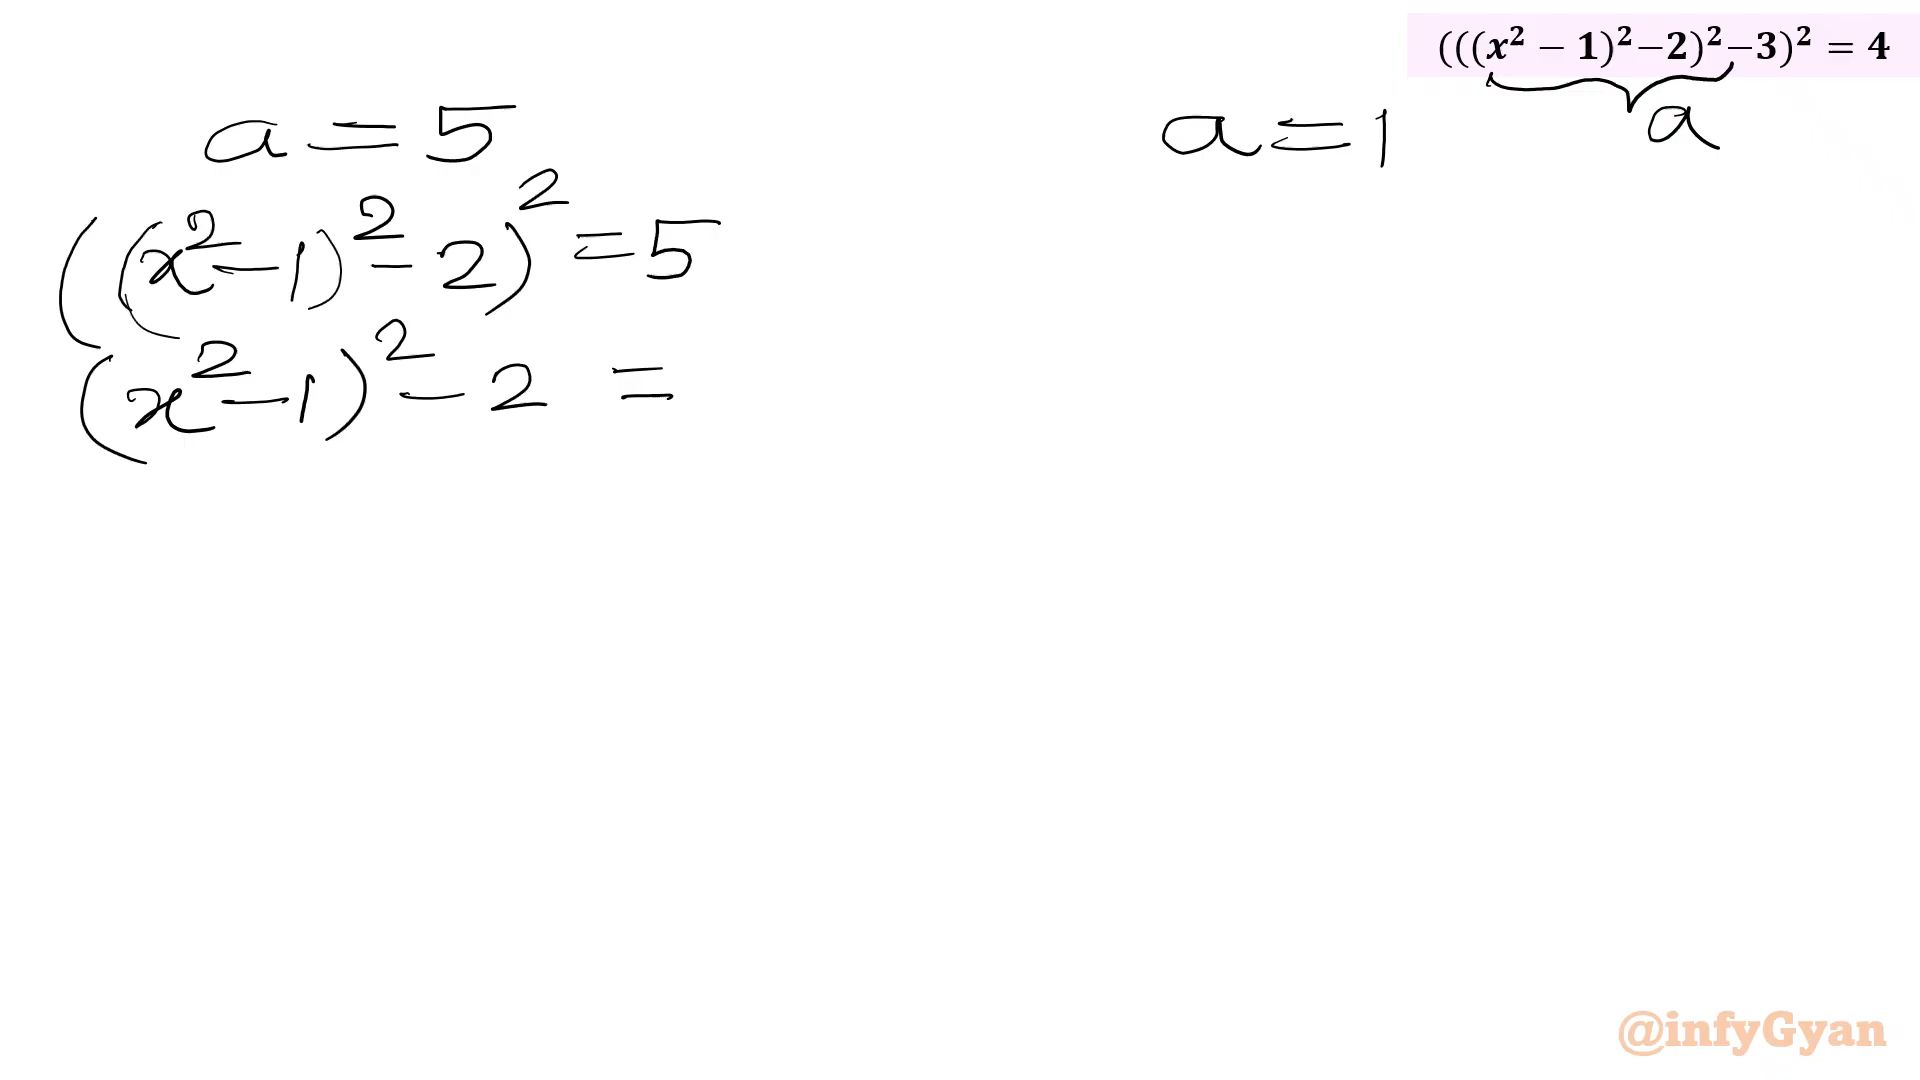 (((x² − 1)²−2)²−3)² = 4
a
a = 5
a = 1
((x² − 1)² − 2)² = 5
(x² − 1)² − 2 =
@infyGyan